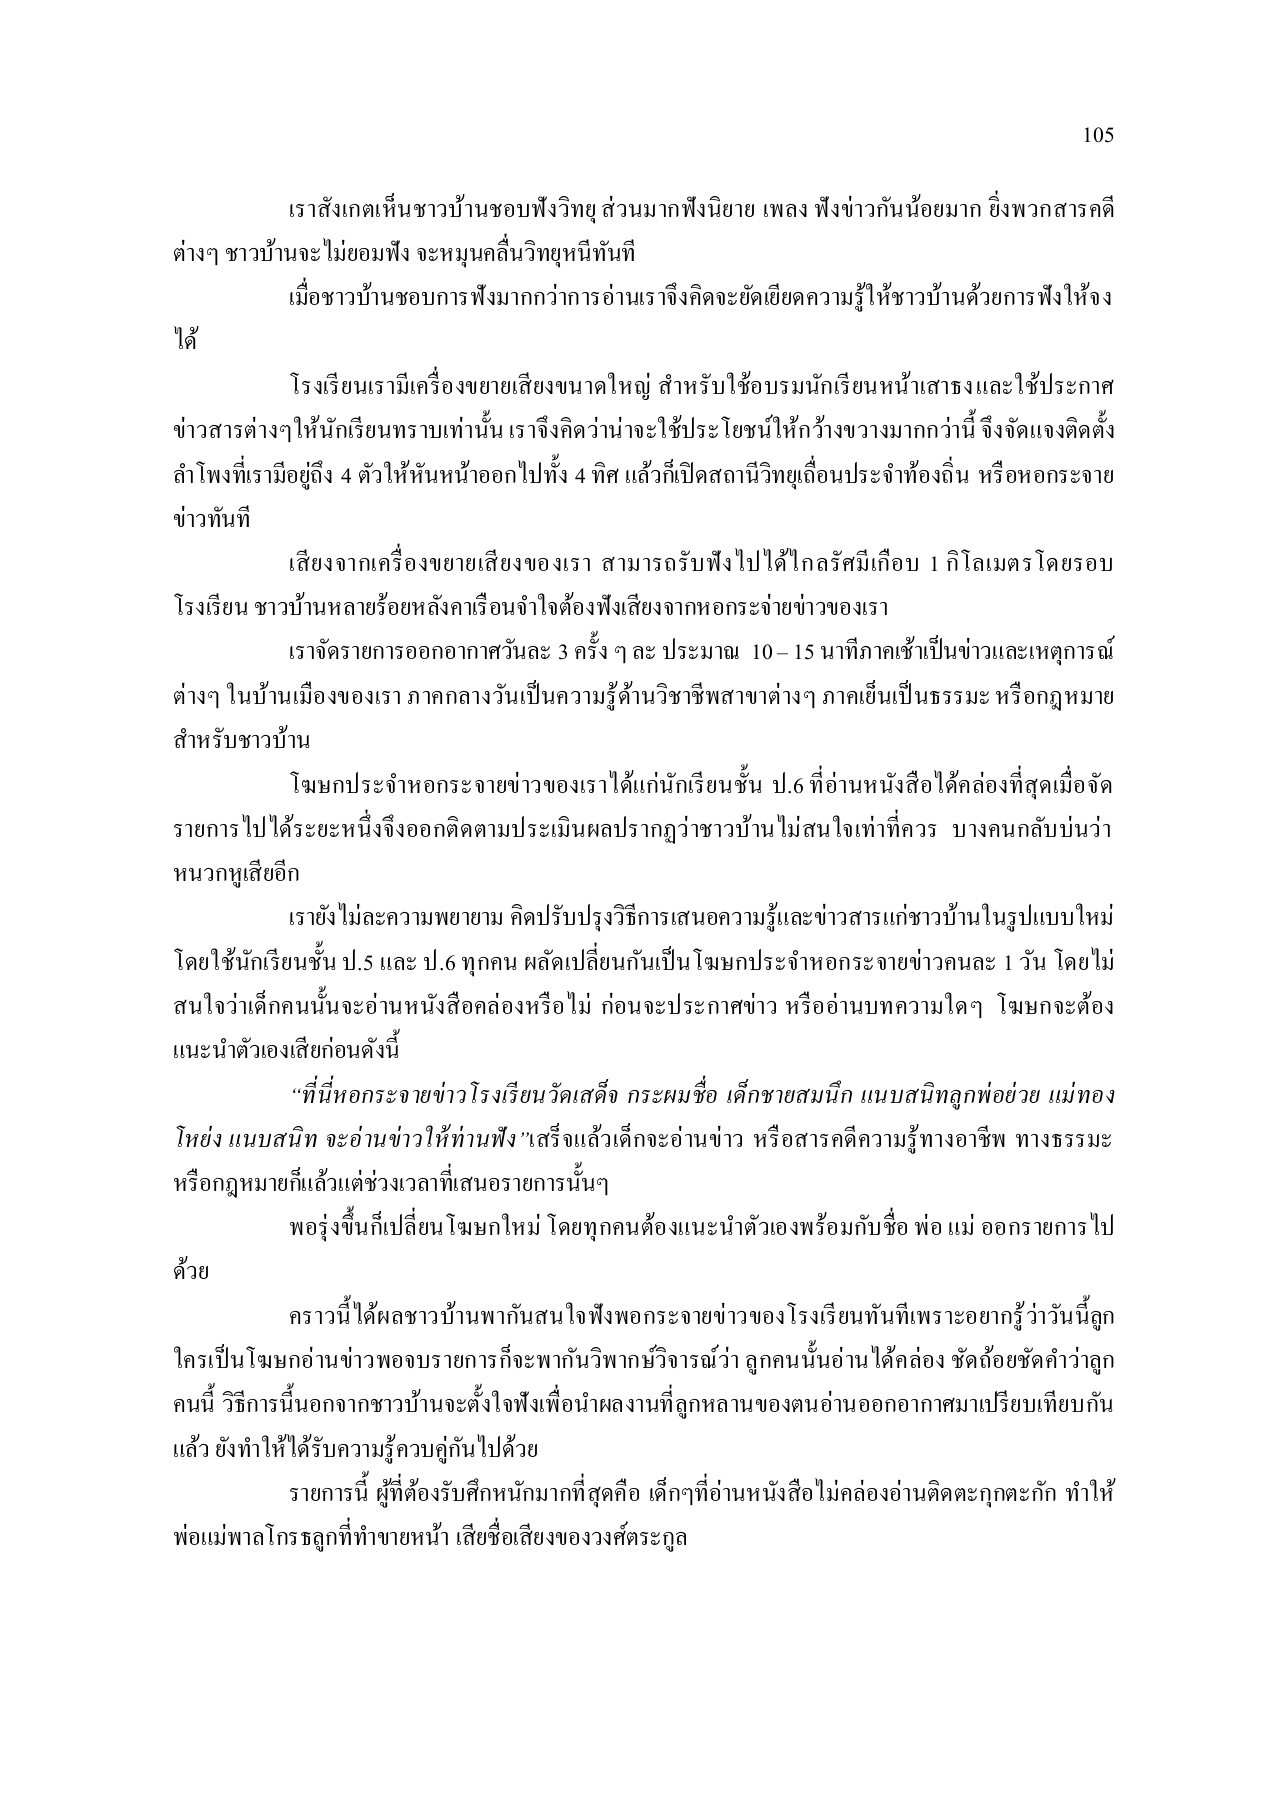 105
เราสังเกตเห็นชาวบ้านชอบฟังวิทยุ ส่วนมากฟังนิยาย เพลง ฟังข่าวกันน้อยมาก ยิ่งพวกสารคดี
ต่างๆ ชาวบ้านจะไม่ยอมฟัง จะหมุนคลื่นวิทยุหนีทันที
เมื่อชาวบ้านชอบการฟังมากกว่าการอ่านเราจึงคิดจะยัดเยียดความรู้ให้ชาวบ้านด้วยการฟังให้จง
ได้
โรงเรียนเรามีเครื่องขยายเสียงขนาดใหญ่ สำหรับใช้อบรมนักเรียนหน้าเสาธงและใช้ประกาศ
ข่าวสารต่างๆให้นักเรียนทราบเท่านั้น เราจึงคิดว่าน่าจะใช้ประโยชน์ให้กว้างขวางมากกว่านี้ จึงจัดแจงติดตั้ง
ลำโพงที่เรามีอยู่ถึง 4 ตัวให้หันหน้าออกไปทั้ง 4 ทิศ แล้วก็เปิดสถานีวิทยุเถื่อนประจำท้องถิ่น หรือหอกระจาย
ข่าวทันที
เสียงจากเครื่องขยายเสียงของเรา สามารถรับฟังไปได้ไกลรัศมีเกือบ 1 กิโลเมตรโดยรอบ
โรงเรียน ชาวบ้านหลายร้อยหลังคาเรือนจำใจต้องฟังเสียงจากหอกระจ่ายข่าวของเรา
เราจัดรายการออกอากาศวันละ 3 ครั้ง ๆ ละ ประมาณ 10 – 15 นาทีภาคเช้าเป็นข่าวและเหตุการณ์
ต่างๆ ในบ้านเมืองของเรา ภาคกลางวันเป็นความรู้ด้านวิชาชีพสาขาต่างๆ ภาคเย็นเป็นธรรมะ หรือกฎหมาย
สำหรับชาวบ้าน
โฆษกประจำหอกระจายข่าวของเราได้แก่นักเรียนชั้น ป.6 ที่อ่านหนังสือได้คล่องที่สุดเมื่อจัด
รายการไปได้ระยะหนึ่งจึงออกติดตามประเมินผลปรากฏว่าชาวบ้านไม่สนใจเท่าที่ควร บางคนกลับบ่นว่า
หนวกหูเสียอีก
เรายังไม่ละความพยายาม คิดปรับปรุงวิธีการเสนอความรู้และข่าวสารแก่ชาวบ้านในรูปแบบใหม่
โดยใช้นักเรียนชั้น ป.5 และ ป.6 ทุกคน ผลัดเปลี่ยนกันเป็นโฆษกประจำหอกระจายข่าวคนละ 1 วัน โดยไม่
สนใจว่าเด็กคนนั้นจะอ่านหนังสือคล่องหรือไม่ ก่อนจะประกาศข่าว หรืออ่านบทความใดๆ โฆษกจะต้อง
แนะนำตัวเองเสียก่อนดังนี้
“ที่นี่หอกระจายข่าวโรงเรียนวัดเสด็จ กระผมชื่อ เด็กชายสมนึก แนบสนิทลูกพ่อย่วย แม่ทอง
โหย่ง แนบสนิท จะอ่านข่าวให้ท่านฟัง”เสร็จแล้วเด็กจะอ่านข่าว หรือสารคดีความรู้ทางอาชีพ ทางธรรมะ
หรือกฎหมายก็แล้วแต่ช่วงเวลาที่เสนอรายการนั้นๆ
พอรุ่งขึ้นก็เปลี่ยนโฆษกใหม่ โดยทุกคนต้องแนะนำตัวเองพร้อมกับชื่อ พ่อ แม่ ออกรายการไป
ด้วย
คราวนี้ได้ผลชาวบ้านพากันสนใจฟังพอกระจายข่าวของโรงเรียนทันทีเพราะอยากรู้ว่าวันนี้ลูก
ใครเป็นโฆษกอ่านข่าวพอจบรายการก็จะพากันวิพากษ์วิจารณ์ว่า ลูกคนนั้นอ่านได้คล่อง ชัดถ้อยชัดคำว่าลูก
คนนี้ วิธีการนี้นอกจากชาวบ้านจะตั้งใจฟังเพื่อนำผลงานที่ลูกหลานของตนอ่านออกอากาศมาเปรียบเทียบกัน
แล้ว ยังทำให้ได้รับความรู้ควบคู่กันไปด้วย
รายการนี้ ผู้ที่ต้องรับศึกหนักมากที่สุดคือ เด็กๆที่อ่านหนังสือไม่คล่องอ่านติดตะกุกตะกัก ทำให้
พ่อแม่พาลโกรธลูกที่ทำขายหน้า เสียชื่อเสียงของวงศ์ตระกูล